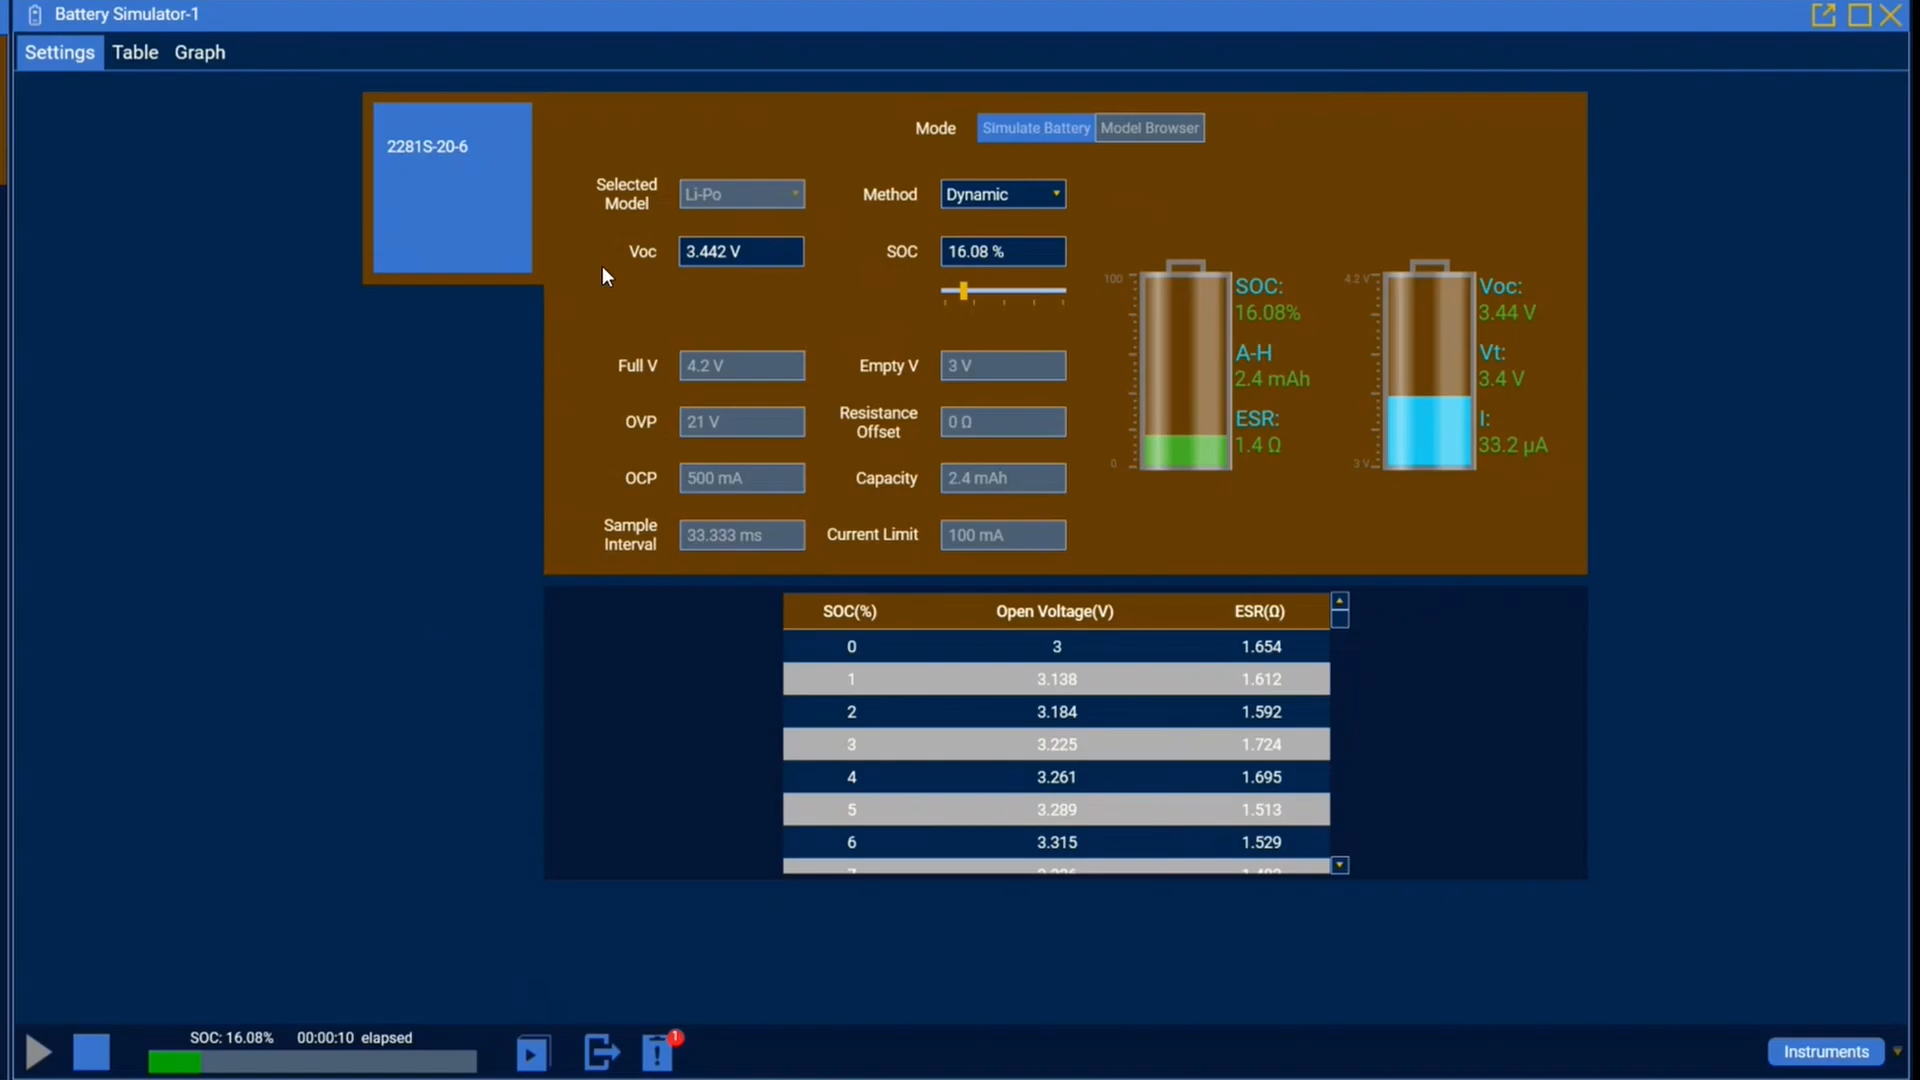 Battery Simulator-1
Settings Table Graph
2281S-20-6
Mode Simulate Battery Model Browser
Selected Model Li-Po Method Dynamic
Voc 3.442 V SOC 16.08 %
Full V 4.2 V Empty V 3 V
OVP 21 V Resistance Offset 0 Ω
OCP 500 mA Capacity 2.4 mAh
Sample Interval 33.333 ms Current Limit 100 mA
100
0
SOC:
16.08%
A-H
2.4 mAh
ESR:
1.4 Ω
4.2 V
3 V
Voc:
3.44 V
Vt:
3.4 V
I:
33.2 µA
SOC(%) Open Voltage(V) ESR(Ω)
0 3 1.654
1 3.138 1.612
2 3.184 1.592
3 3.225 1.724
4 3.261 1.695
5 3.289 1.513
6 3.315 1.529
SOC: 16.08% 00:00:10 elapsed
1
Instruments